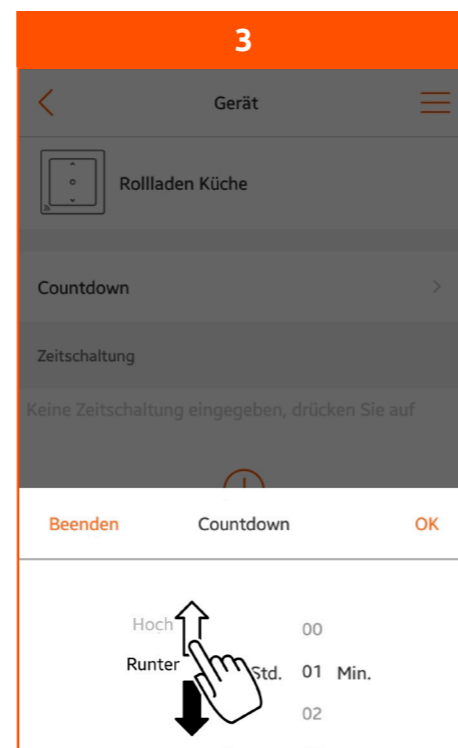 3
Gerät
Rollladen Küche
Countdown
Zeitschaltung
Keine Zeitschaltung eingegeben, drücken Sie auf
Beenden Countdown OK
Hoch 00
Runter Std. 01 Min.
02